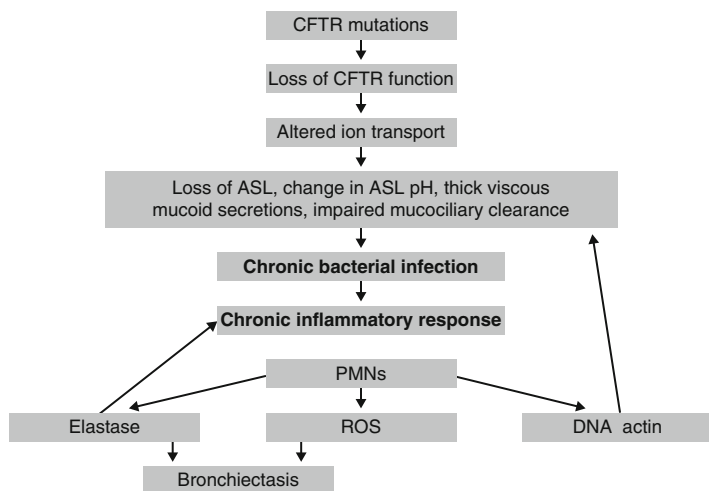 CFTR mutations
Loss of CFTR function
Altered ion transport
Loss of ASL, change in ASL pH, thick viscous
mucoid secretions, impaired mucociliary clearance
Chronic bacterial infection
Chronic inflammatory response
PMNs
Elastase
ROS
DNA actin
Bronchiectasis